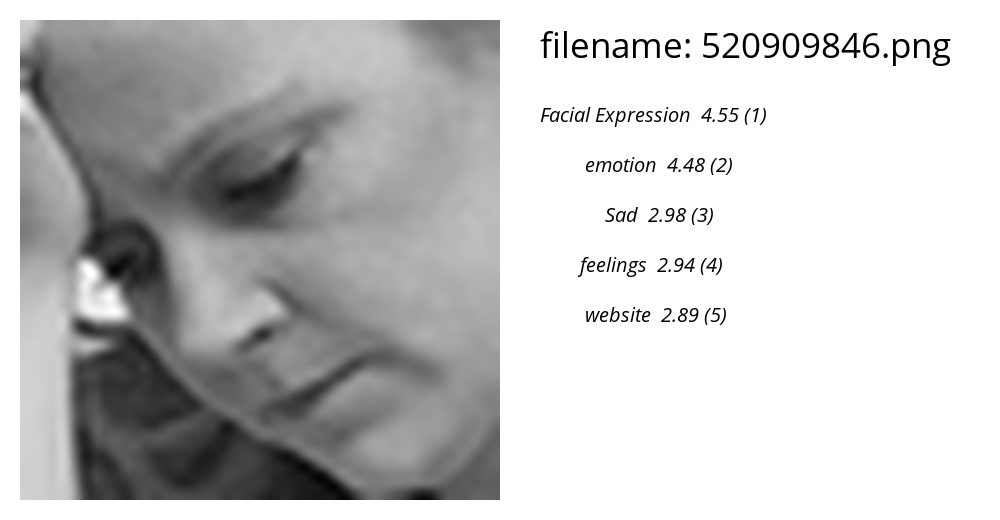 filename: 520909846.png
Facial Expression 4.55 (1)
emotion 4.48 (2)
Sad 2.98 (3)
feelings 2.94 (4)
website 2.89 (5)